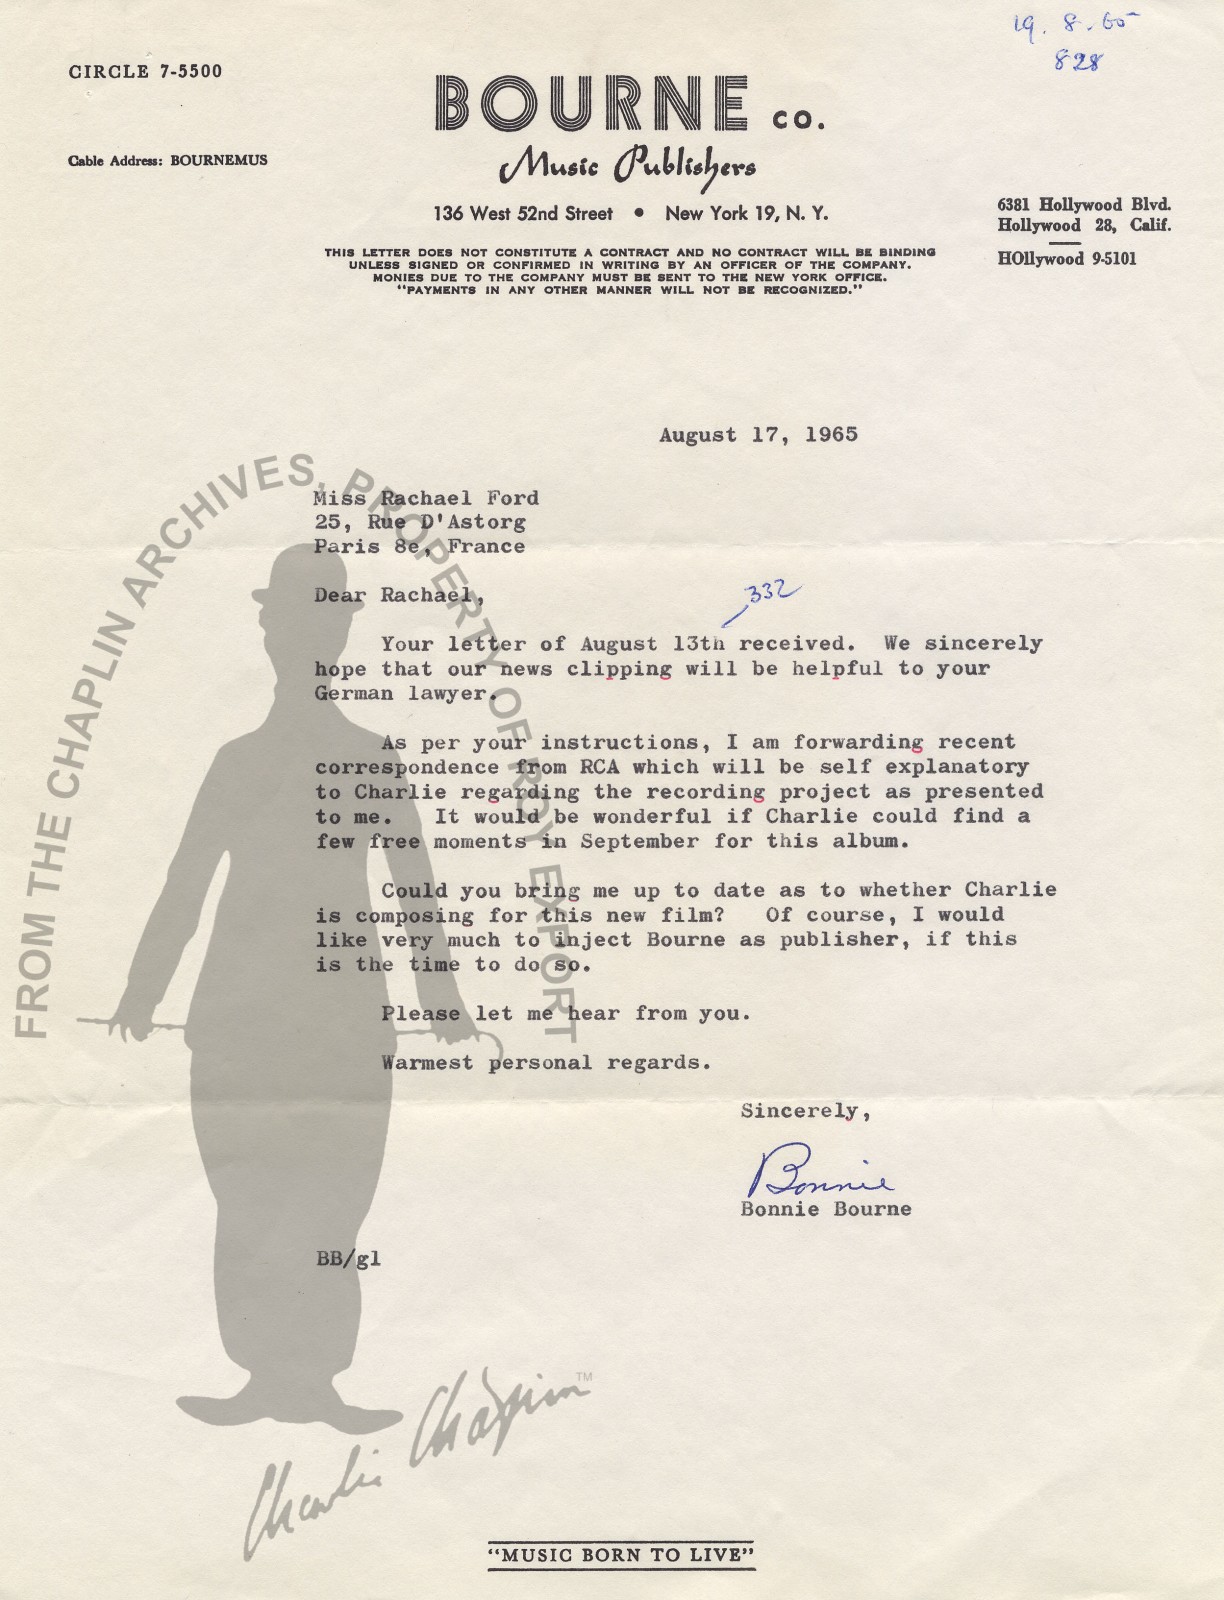 19. 8. 65
828
CIRCLE 7-5500
BOURNE co.
Cable Address: BOURNEMUS
Music Publishers
136 West 52nd Street • New York 19, N. Y.
6381 Hollywood Blvd.
Hollywood 28, Calif.
HOllywood 9-5101
THIS LETTER DOES NOT CONSTITUTE A CONTRACT AND NO CONTRACT WILL BE BINDING
UNLESS SIGNED OR CONFIRMED IN WRITING BY AN OFFICER OF THE COMPANY.
MONIES DUE TO THE COMPANY MUST BE SENT TO THE NEW YORK OFFICE.
"PAYMENTS IN ANY OTHER MANNER WILL NOT BE RECOGNIZED."
August 17, 1965
Miss Rachael Ford
25, Rue D'Astorg
Paris 8e, France
Dear Rachael,
332
Your letter of August 13th received. We sincerely
hope that our news clipping will be helpful to your
German lawyer.
As per your instructions, I am forwarding recent
correspondence from RCA which will be self explanatory
to Charlie regarding the recording project as presented
to me. It would be wonderful if Charlie could find a
few free moments in September for this album.
Could you bring me up to date as to whether Charlie
is composing for this new film? Of course, I would
like very much to inject Bourne as publisher, if this
is the time to do so.
Please let me hear from you.
Warmest personal regards.
Sincerely,
Bonnie
Bonnie Bourne
BB/gl
"MUSIC BORN TO LIVE"
FROM THE CHAPLIN ARCHIVES, PROPERTY OF ROY EXPORT
Charlie Chaplin™